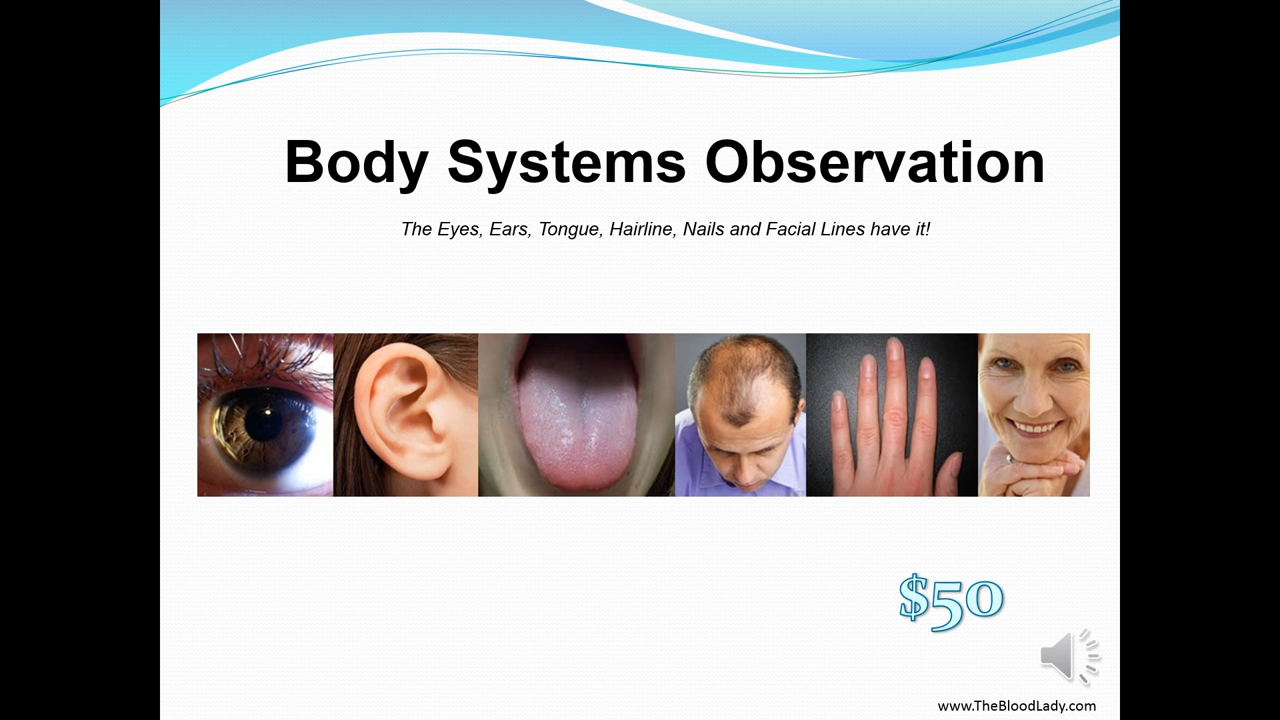 Body Systems Observation
The Eyes, Ears, Tongue, Hairline, Nails and Facial Lines have it!
$50
www.TheBloodLady.com